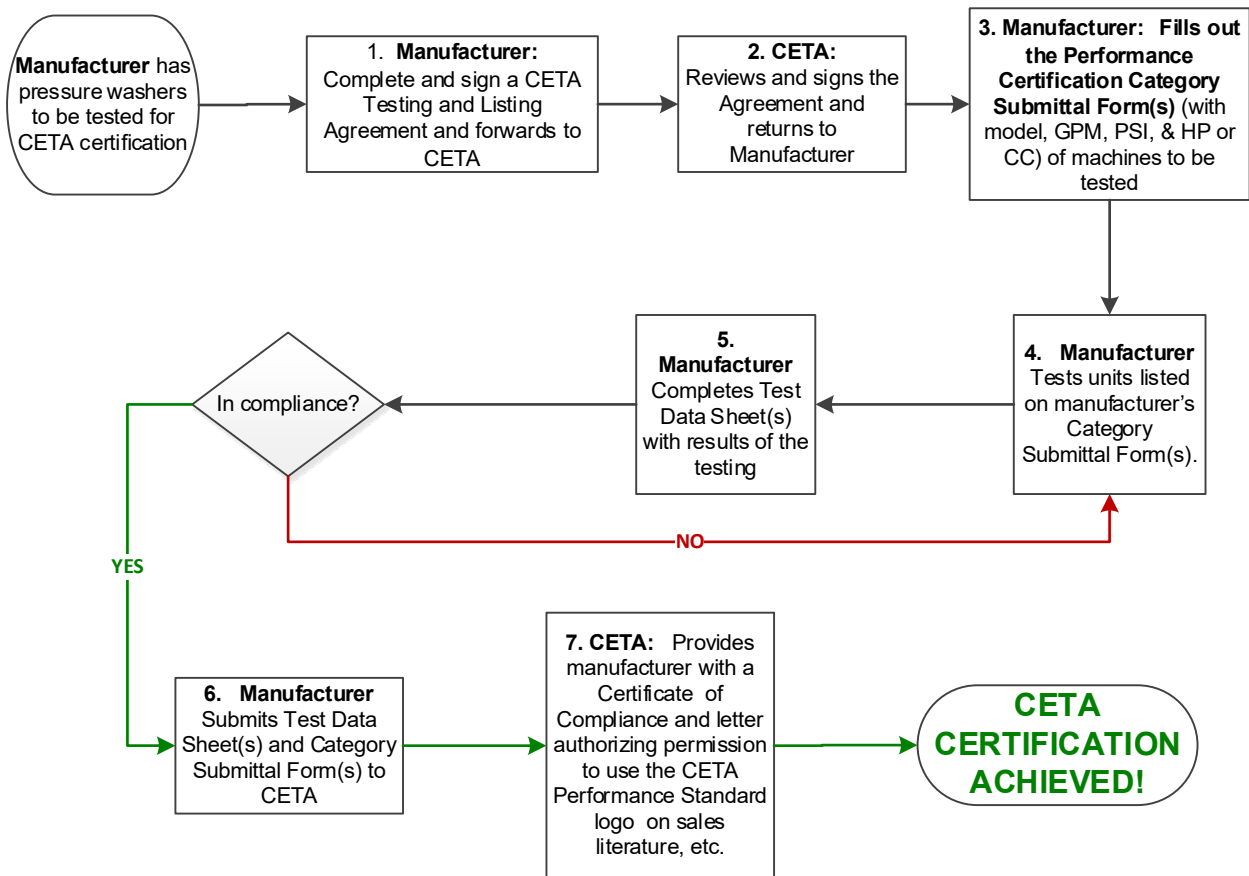 Manufacturer has
pressure washers
to be tested for
CETA certification
1. Manufacturer:
Complete and sign a CETA
Testing and Listing
Agreement and forwards to
CETA
2. CETA:
Reviews and signs the
Agreement and
returns to
Manufacturer
3. Manufacturer: Fills out
the Performance
Certification Category
Submittal Form(s) (with
model, GPM, PSI, & HP or
CC) of machines to be
tested
4. Manufacturer
Tests units listed
on manufacturer’s
Category
Submittal Form(s).
5.
Manufacturer
Completes Test
Data Sheet(s)
with results of the
testing
In compliance?
NO
YES
6. Manufacturer
Submits Test Data
Sheet(s) and Category
Submittal Form(s) to
CETA
7. CETA: Provides
manufacturer with a
Certificate of
Compliance and letter
authorizing permission
to use the CETA
Performance Standard
logo on sales
literature, etc.
CETA
CERTIFICATION
ACHIEVED!